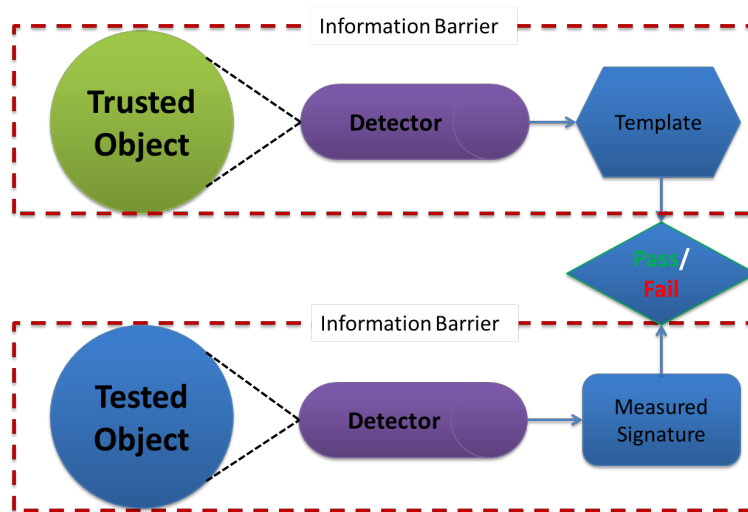 Information Barrier
Trusted
Object
Detector
Template
Pass/
Fail
Information Barrier
Tested
Object
Detector
Measured
Signature